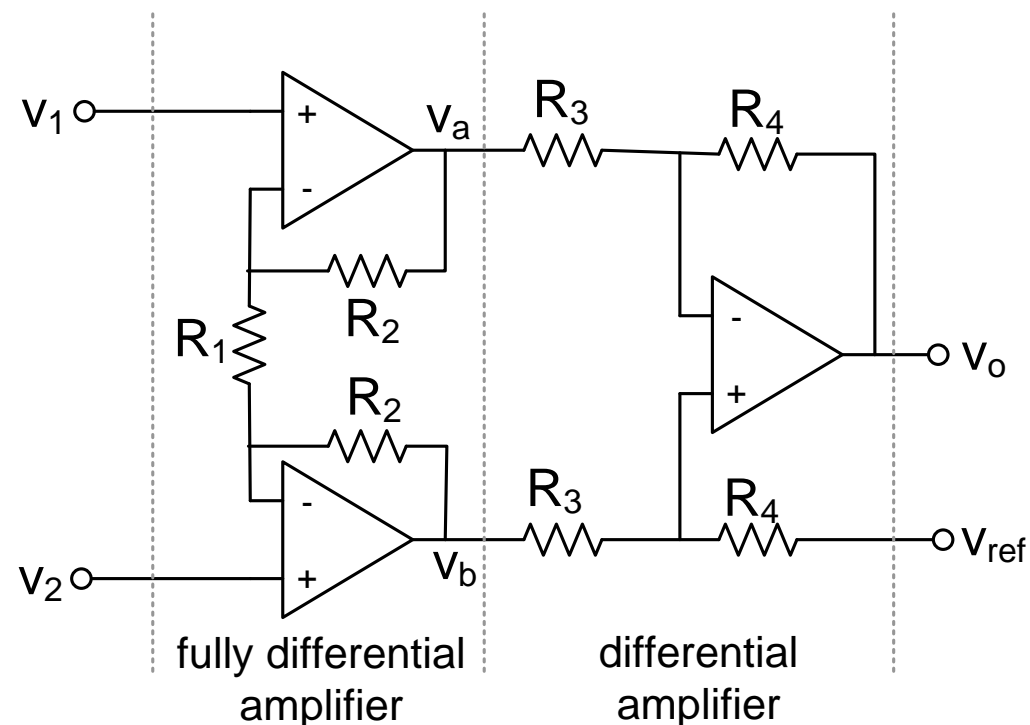 v1
+
-
va
R3
R4
R2
R1
-
+
vo
R2
-
+
v2
vb
R3
R4
vref
fully differential
amplifier
differential
amplifier